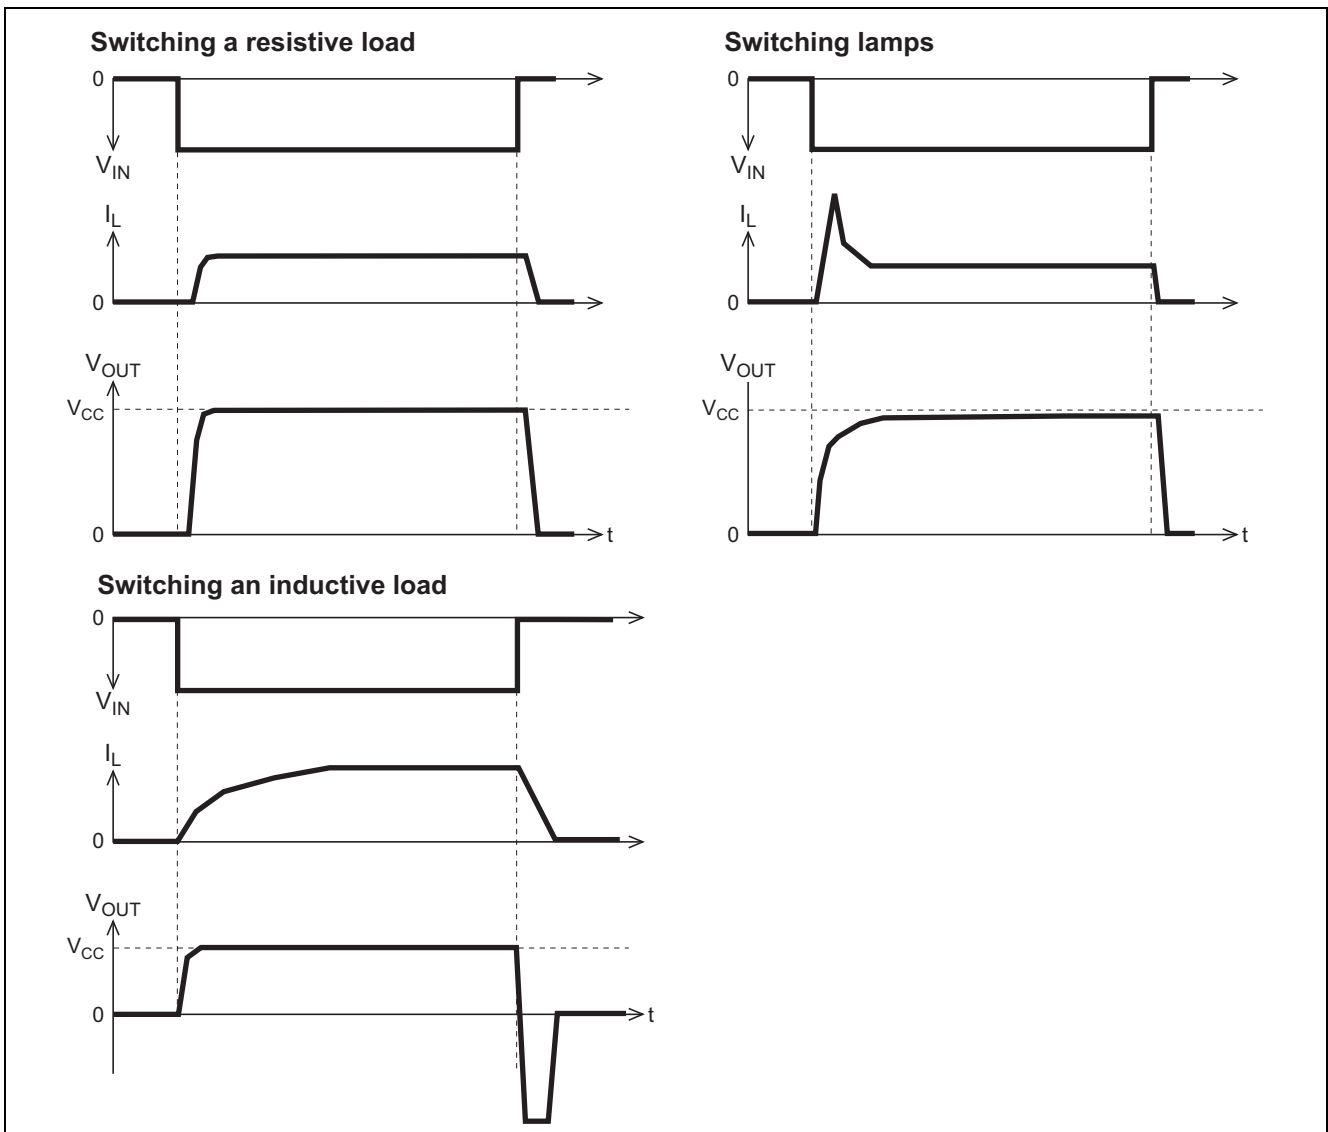 Switching a resistive load
0
V_IN
I_L
0
V_OUT
V_CC
0
t
Switching lamps
0
V_IN
I_L
0
V_OUT
V_CC
0
t
Switching an inductive load
0
V_IN
I_L
0
V_OUT
V_CC
0
t